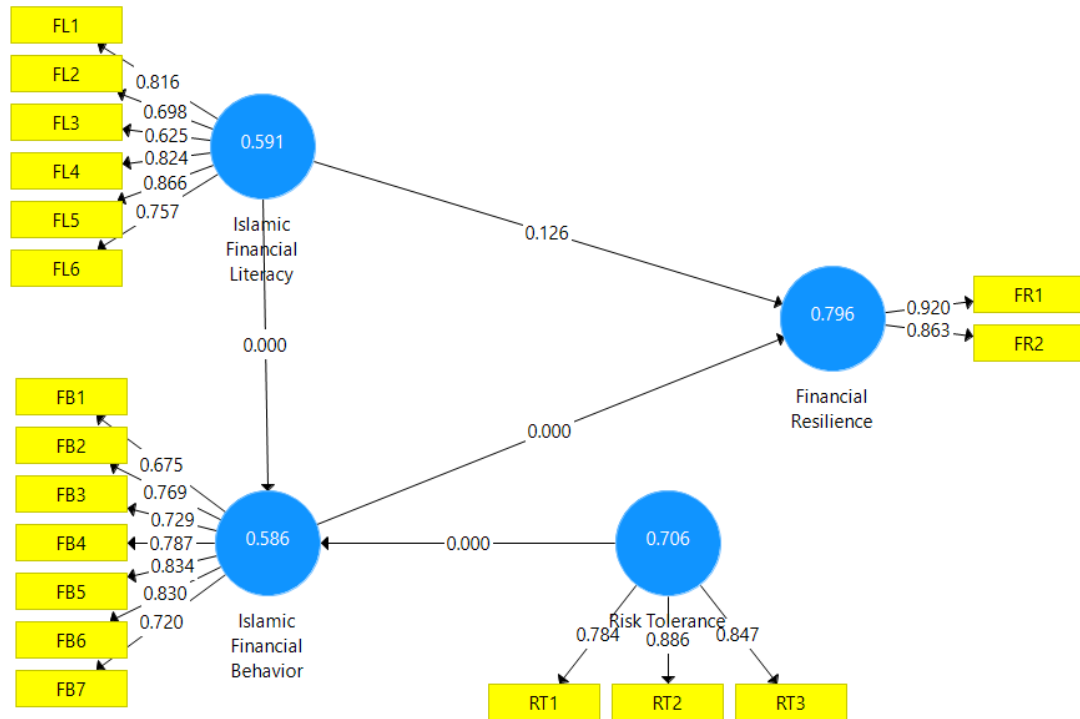 FL1
FL2
FL3
FL4
FL5
FL6
0.816
0.698
0.625
0.824
0.866
0.757
0.591
Islamic
Financial
Literacy
0.126
0.000
0.796
Financial
Resilience
0.920
0.863
FR1
FR2
FB1
FB2
FB3
FB4
FB5
FB6
FB7
0.675
0.769
0.729
0.787
0.834
0.830
0.720
0.586
Islamic
Financial
Behavior
0.000
0.000
0.706
Risk Tolerance
0.784
0.886
0.847
RT1
RT2
RT3